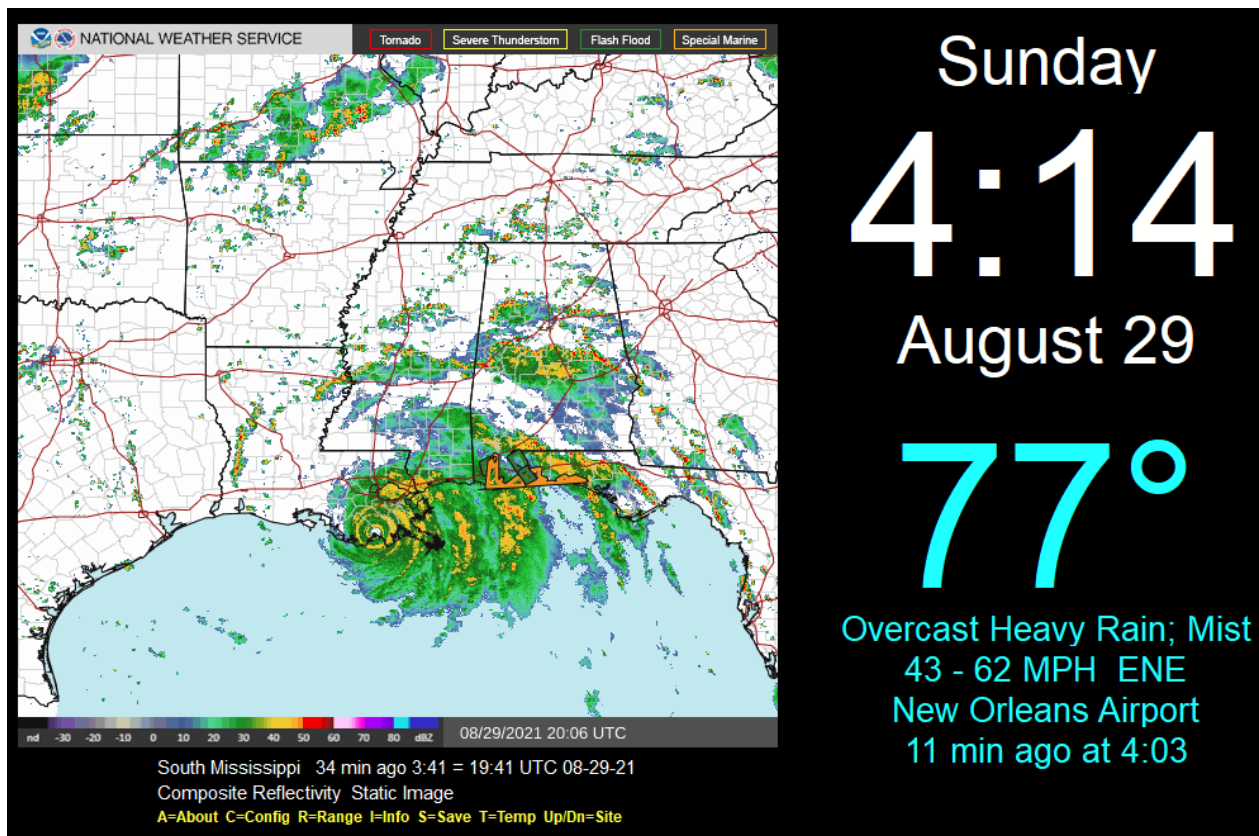 NATIONAL WEATHER SERVICE
Tornado
Severe Thunderstorm
Flash Flood
Special Marine
nd -30 -20 -10 0 10 20 30 40 50 60 70 80 dBZ
08/29/2021 20:06 UTC
South Mississippi 34 min ago 3:41 = 19:41 UTC 08-29-21
Composite Reflectivity Static Image
A=About C=Config R=Range I=Info S=Save T=Temp Up/Dn=Site
Sunday
4:14
August 29
77°
Overcast Heavy Rain; Mist
43 - 62 MPH ENE
New Orleans Airport
11 min ago at 4:03